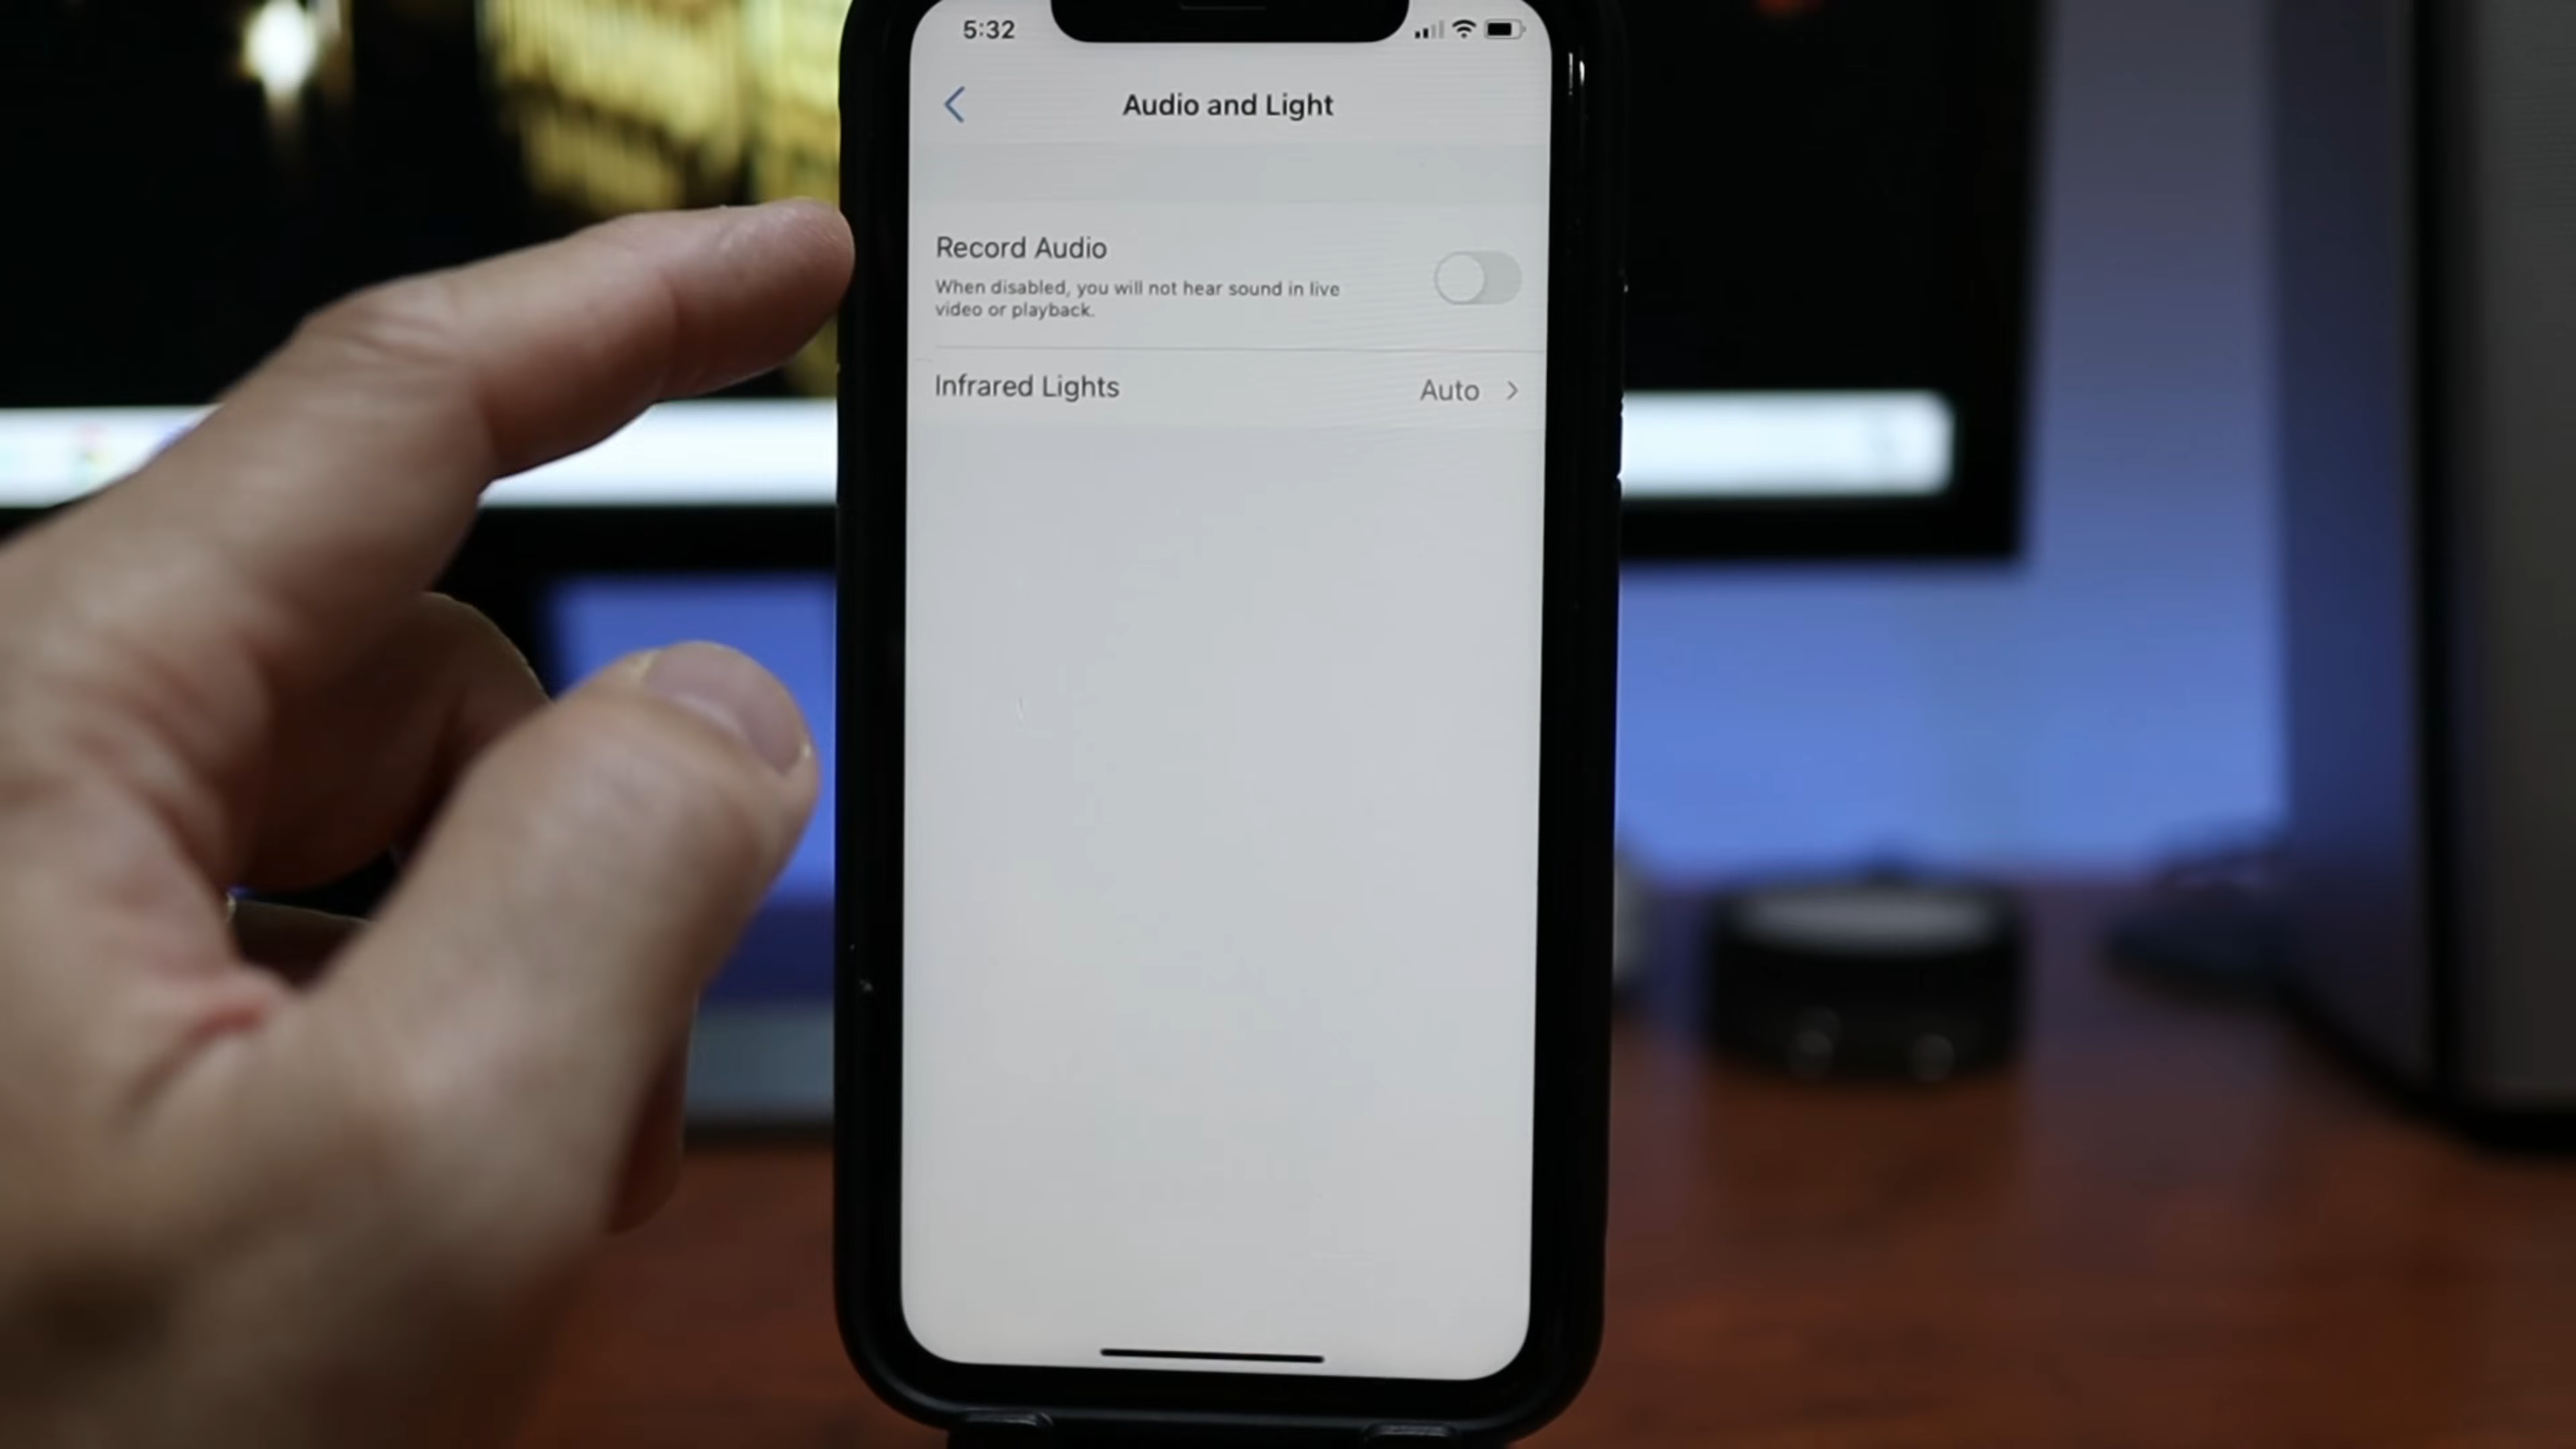 5:32
Audio and Light
Record Audio
When disabled, you will not hear sound in live
video or playback.
Infrared Lights
Auto